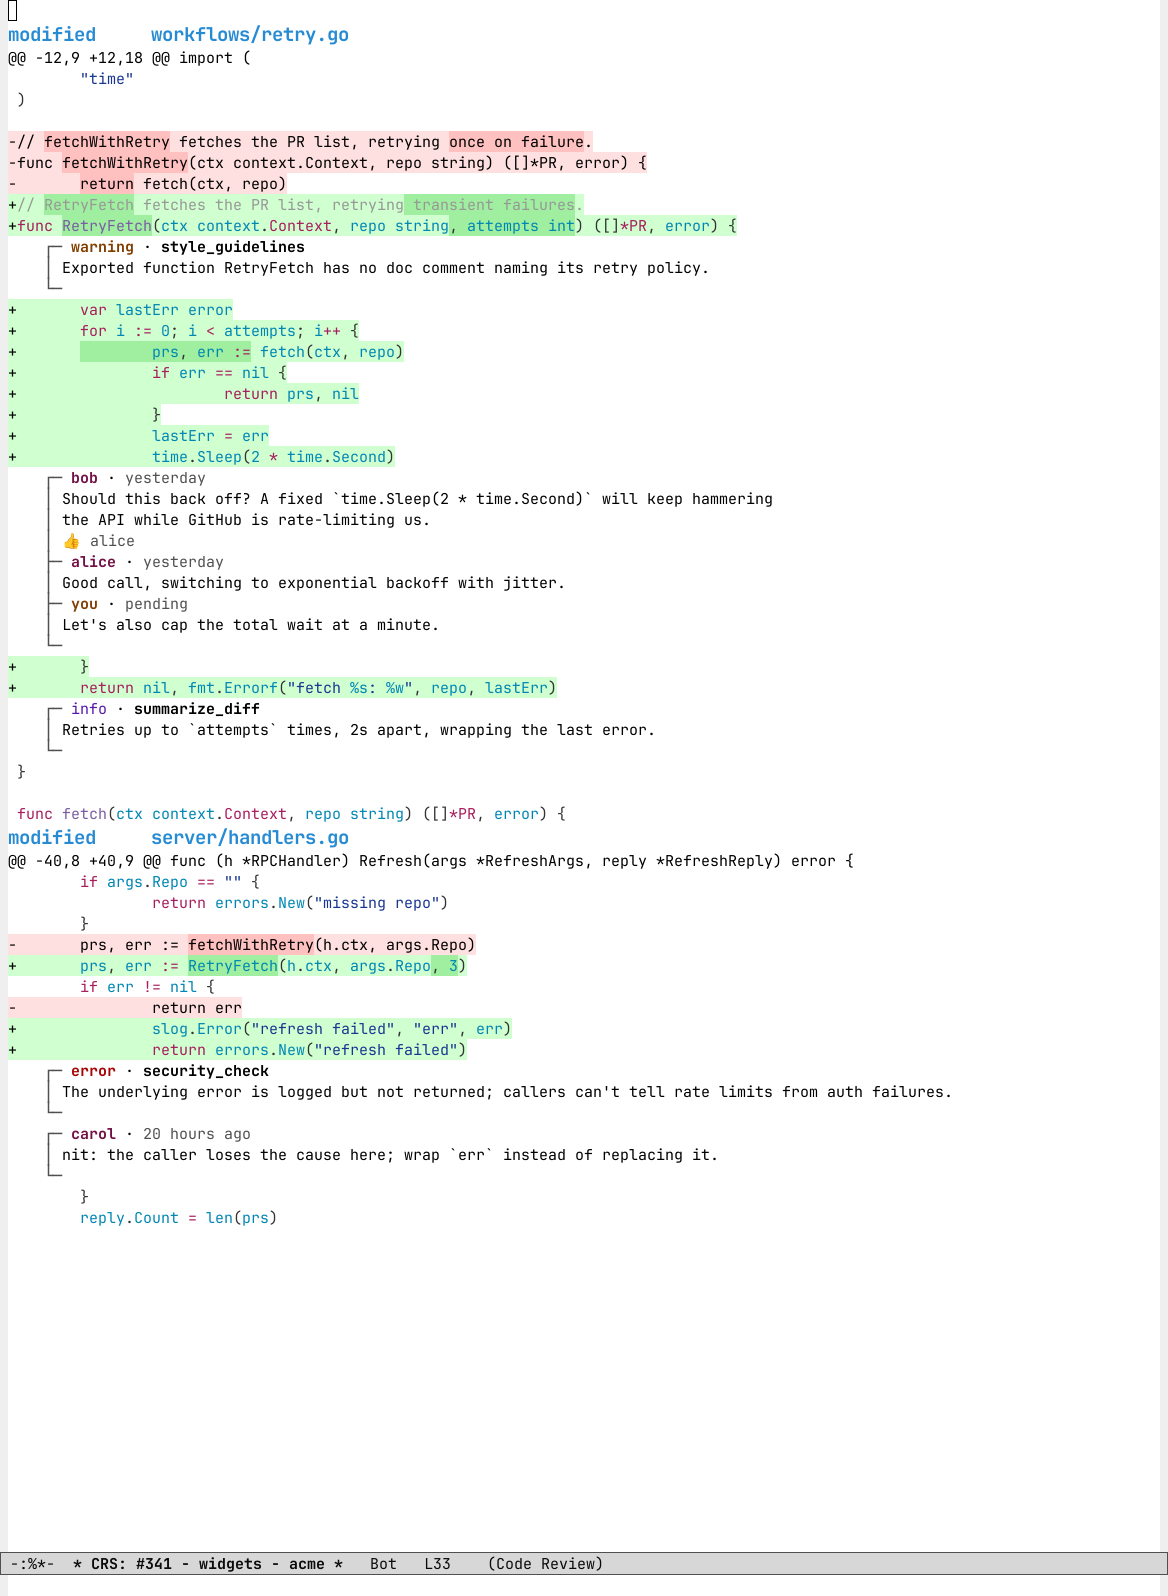 modified     workflows/retry.go
@@ -12,9 +12,18 @@ import (
        "time"
 )
-// fetchWithRetry fetches the PR list, retrying once on failure.
-func fetchWithRetry(ctx context.Context, repo string) ([]*PR, error) {
-       return fetch(ctx, repo)
+// RetryFetch fetches the PR list, retrying transient failures.
+func RetryFetch(ctx context.Context, repo string, attempts int) ([]*PR, error) {
warning · style_guidelines
Exported function RetryFetch has no doc comment naming its retry policy.
+       var lastErr error
+       for i := 0; i < attempts; i++ {
+               prs, err := fetch(ctx, repo)
+               if err == nil {
+                       return prs, nil
+               }
+               lastErr = err
+               time.Sleep(2 * time.Second)
bob · yesterday
Should this back off? A fixed `time.Sleep(2 * time.Second)` will keep hammering
the API while GitHub is rate-limiting us.
👍 alice
alice · yesterday
Good call, switching to exponential backoff with jitter.
you · pending
Let's also cap the total wait at a minute.
+       }
+       return nil, fmt.Errorf("fetch %s: %w", repo, lastErr)
info · summarize_diff
Retries up to `attempts` times, 2s apart, wrapping the last error.
 }
 func fetch(ctx context.Context, repo string) ([]*PR, error) {
modified     server/handlers.go
@@ -40,8 +40,9 @@ func (h *RPCHandler) Refresh(args *RefreshArgs, reply *RefreshReply) error {
        if args.Repo == "" {
                return errors.New("missing repo")
        }
-       prs, err := fetchWithRetry(h.ctx, args.Repo)
+       prs, err := RetryFetch(h.ctx, args.Repo, 3)
        if err != nil {
-               return err
+               slog.Error("refresh failed", "err", err)
+               return errors.New("refresh failed")
error · security_check
The underlying error is logged but not returned; callers can't tell rate limits from auth failures.
carol · 20 hours ago
nit: the caller loses the cause here; wrap `err` instead of replacing it.
        }
        reply.Count = len(prs)
-:%*-  * CRS: #341 - widgets - acme *   Bot   L33    (Code Review)